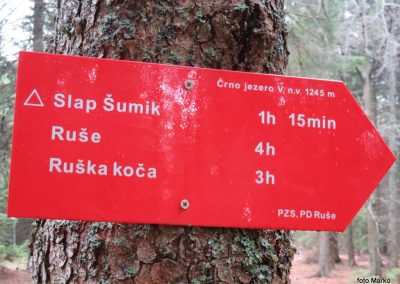 Črno jezero V, n.v. 1245 m
Slap Šumik 1h 15min
Ruše 4h
Ruška koča 3h
PZS, PD Ruše
foto Marko